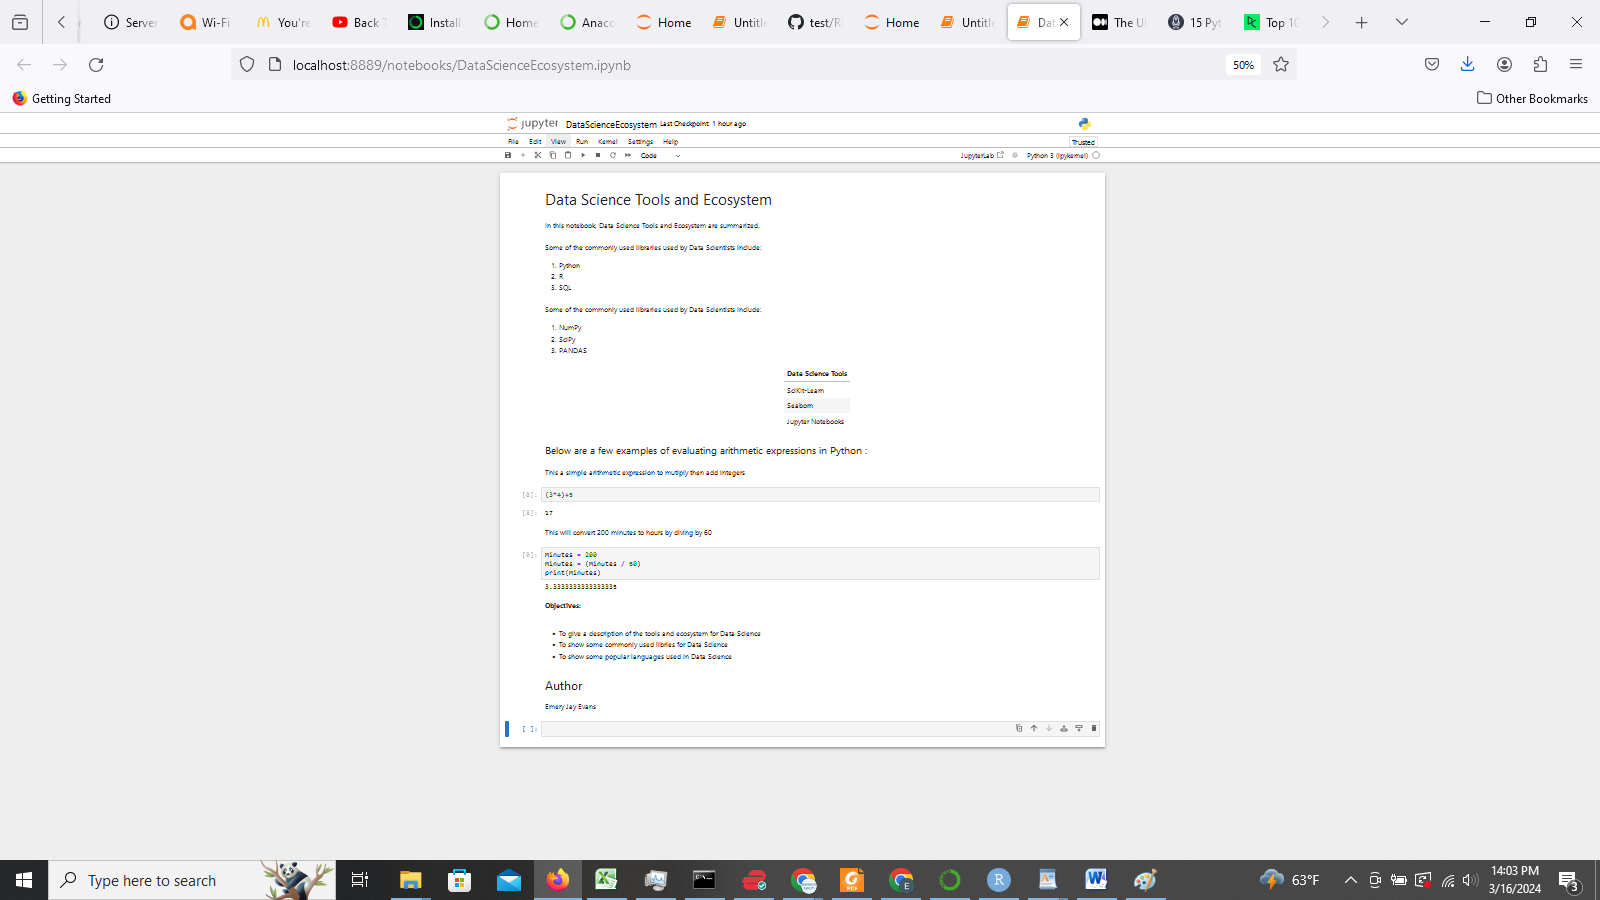 Server
Wi-Fi
You're
Back
Install
Home
Anaco
Home
Untitle
test/R
Home
Untitle
Dat
The U
15 Pyt
Top 10
localhost:8889/notebooks/DataScienceEcosystem.ipynb
50%
Getting Started
Other Bookmarks
jupyter DataScienceEcosystem Last Checkpoint: 1 hour ago
File Edit View Run Kernel Settings Help
Trusted
Code
JupyterLab
Python 3 (ipykernel)
Data Science Tools and Ecosystem
In this notebook, Data Science Tools and Ecosystem are summarized.
Some of the commonly used libraries used by Data Scientists include:
1. Python
2. R
3. SQL
Some of the commonly used libraries used by Data Scientists include:
1. NumPy
2. SciPy
3. PANDAS
Data Science Tools
SciKit-Learn
Seaborn
Jupyter Notebooks
Below are a few examples of evaluating arithmetic expressions in Python :
This a simple arithmetic expression to mutiply then add integers
[8]: (3*4)+5
[8]: 17
This will convert 200 minutes to hours by diving by 60
[9]: Minutes = 200
Minutes = (Minutes / 60)
print(Minutes)
3.3333333333333335
Objectives:
• To give a description of the tools and ecosystem for Data Science
• To show some commonly used libries for Data Science
• To show some popular languages used in Data Science
Author
Emery Jay Evans
[ ]:
Type here to search
63°F
14:03 PM
3/16/2024
3